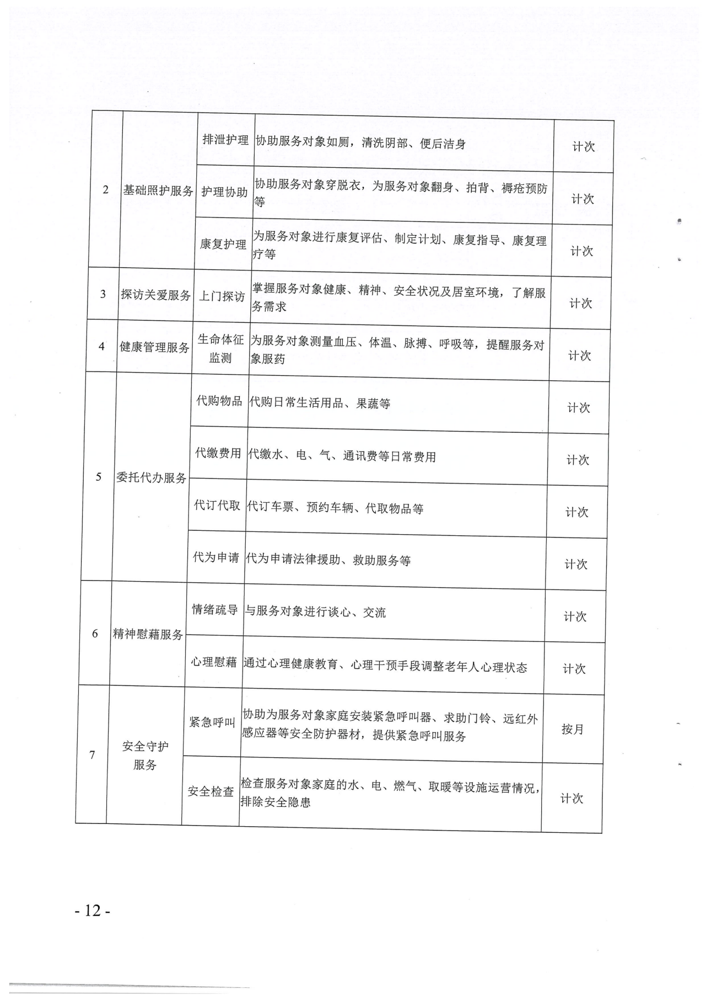 排泄护理
协助服务对象如厕，清洗阴部、便后洁身
计次
2
基础照护服务
护理协助
协助服务对象穿脱衣，为服务对象翻身、拍背、褥疮预防
等
计次
康复护理
为服务对象进行康复评估、制定计划、康复指导、康复理
疗等
计次
3
探访关爱服务
上门探访
掌握服务对象健康、精神、安全状况及居室环境，了解服
务需求
计次
4
健康管理服务
生命体征
监测
为服务对象测量血压、体温、脉搏、呼吸等，提醒服务对
象服药
计次
5
委托代办服务
代购物品
代购日常生活用品、果蔬等
计次
代缴费用
代缴水、电、气、通讯费等日常费用
计次
代订代取
代订车票、预约车辆、代取物品等
计次
代为申请
代为申请法律援助、救助服务等
计次
6
精神慰藉服务
情绪疏导
与服务对象进行谈心、交流
计次
心理慰藉
通过心理健康教育、心理干预手段调整老年人心理状态
计次
7
安全守护
服务
紧急呼叫
协助为服务对象家庭安装紧急呼叫器、求助门铃、远红外
感应器等安全防护器材，提供紧急呼叫服务
按月
安全检查
检查服务对象家庭的水、电、燃气、取暖等设施运营情况，
排除安全隐患
计次
- 12 -